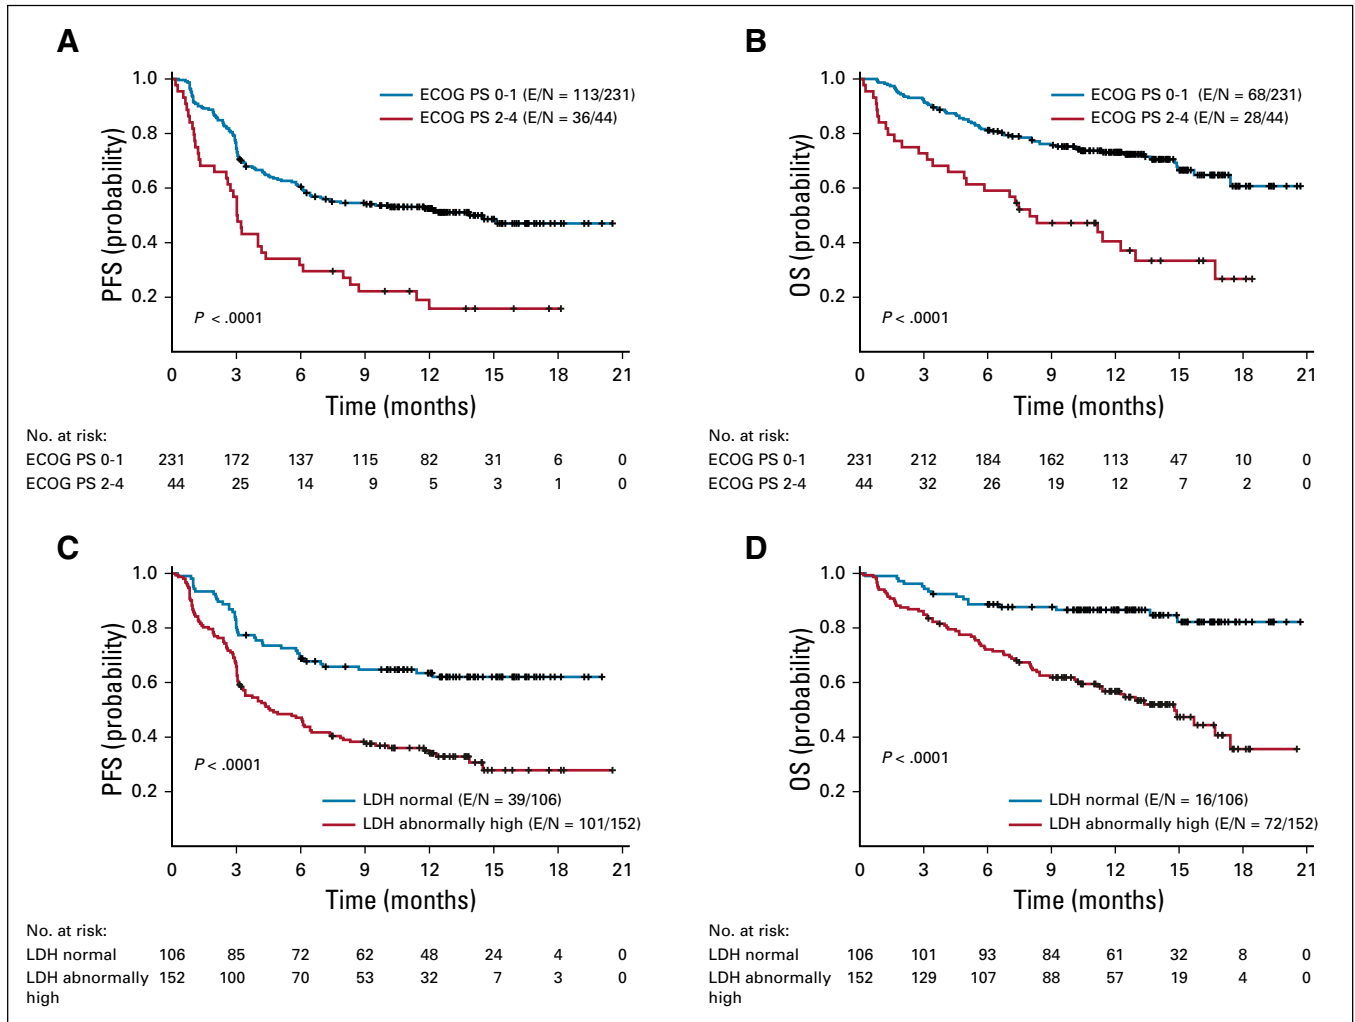 A
PFS (probability)
1.0
0.8
0.6
0.4
0.2
ECOG PS 0-1 (E/N = 113/231)
ECOG PS 2-4 (E/N = 36/44)
P < .0001
0 3 6 9 12 15 18 21
Time (months)
No. at risk:
ECOG PS 0-1 231 172 137 115 82 31 6 0
ECOG PS 2-4 44 25 14 9 5 3 1 0
B
OS (probability)
1.0
0.8
0.6
0.4
0.2
ECOG PS 0-1 (E/N = 68/231)
ECOG PS 2-4 (E/N = 28/44)
P < .0001
0 3 6 9 12 15 18 21
Time (months)
No. at risk:
ECOG PS 0-1 231 212 184 162 113 47 10 0
ECOG PS 2-4 44 32 26 19 12 7 2 0
C
PFS (probability)
1.0
0.8
0.6
0.4
0.2
P < .0001
LDH normal (E/N = 39/106)
LDH abnormally high (E/N = 101/152)
0 3 6 9 12 15 18 21
Time (months)
No. at risk:
LDH normal 106 85 72 62 48 24 4 0
LDH abnormally 152 100 70 53 32 7 3 0
high
D
OS (probability)
1.0
0.8
0.6
0.4
0.2
P < .0001
LDH normal (E/N = 16/106)
LDH abnormally high (E/N = 72/152)
0 3 6 9 12 15 18 21
Time (months)
No. at risk:
LDH normal 106 101 93 84 61 32 8 0
LDH abnormally 152 129 107 88 57 19 4 0
high